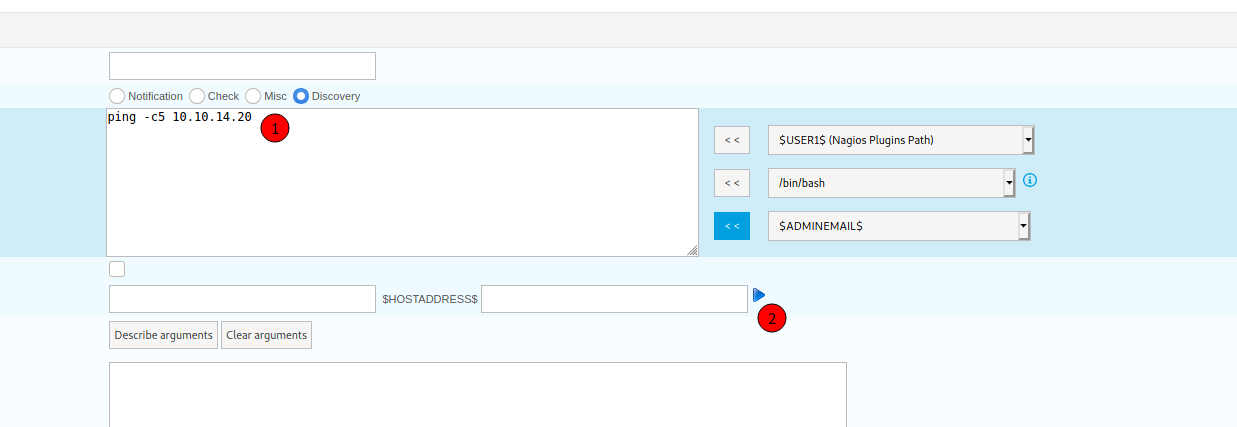 Notification Check Misc Discovery
ping -c5 10.10.14.20
1
< < $USER1$ (Nagios Plugins Path)
< < /bin/bash
< < $ADMINEMAIL$
$HOSTADDRESS$
2
Describe arguments Clear arguments